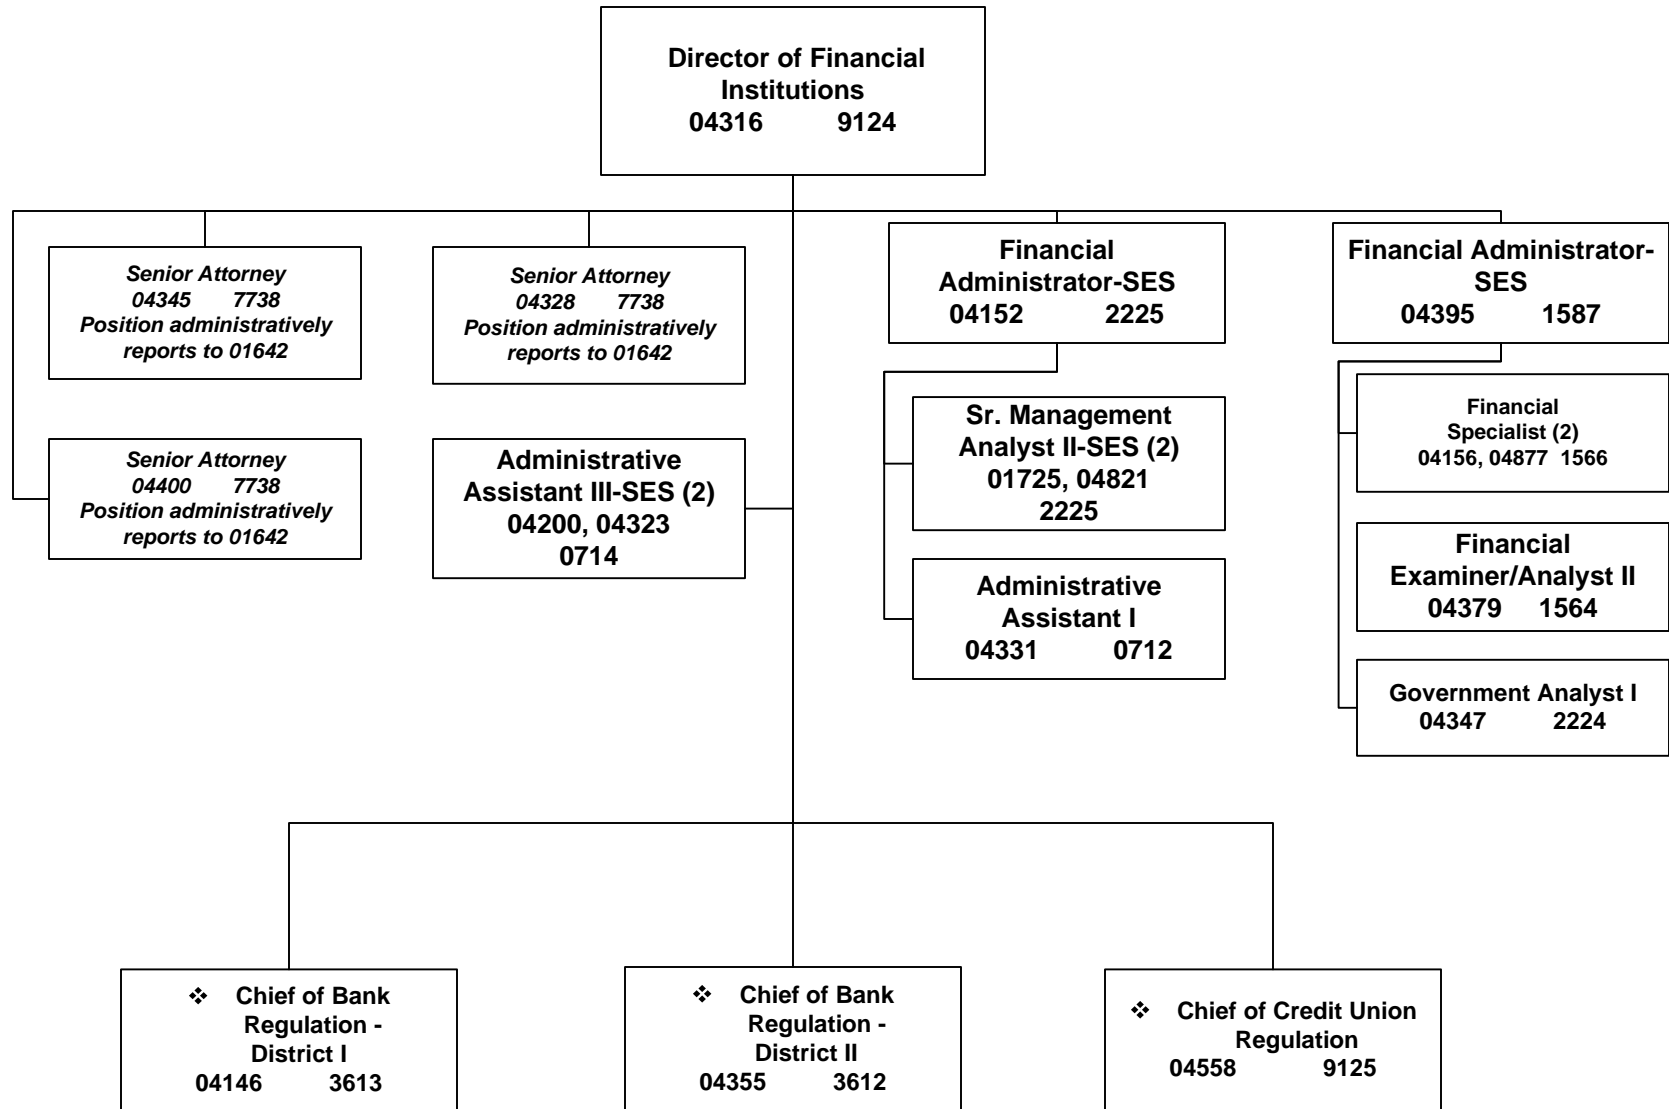 Director of Financial
Institutions
04316 9124
Senior Attorney
04345 7738
Position administratively
reports to 01642
Senior Attorney
04328 7738
Position administratively
reports to 01642
Financial
Administrator-SES
04152 2225
Financial Administrator-
SES
04395 1587
Senior Attorney
04400 7738
Position administratively
reports to 01642
Administrative
Assistant III-SES (2)
04200, 04323
0714
Sr. Management
Analyst II-SES (2)
01725, 04821
2225
Administrative
Assistant I
04331 0712
Financial
Specialist (2)
04156, 04877 1566
Financial
Examiner/Analyst II
04379 1564
Government Analyst I
04347 2224
❖ Chief of Bank
Regulation -
District I
04146 3613
❖ Chief of Bank
Regulation -
District II
04355 3612
❖ Chief of Credit Union
Regulation
04558 9125